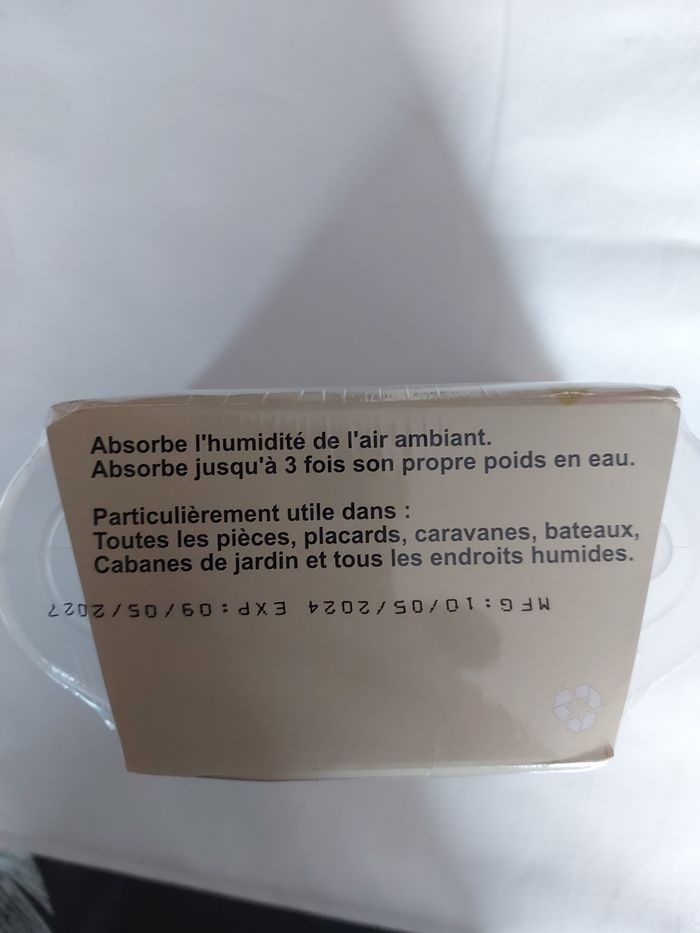 Absorbe l'humidité de l'air ambiant.
Absorbe jusqu'à 3 fois son propre poids en eau.
Particulièrement utile dans :
Toutes les pièces, placards, caravanes, bateaux,
Cabanes de jardin et tous les endroits humides.
MFG:10/05/2024 EXP:09/05/2027